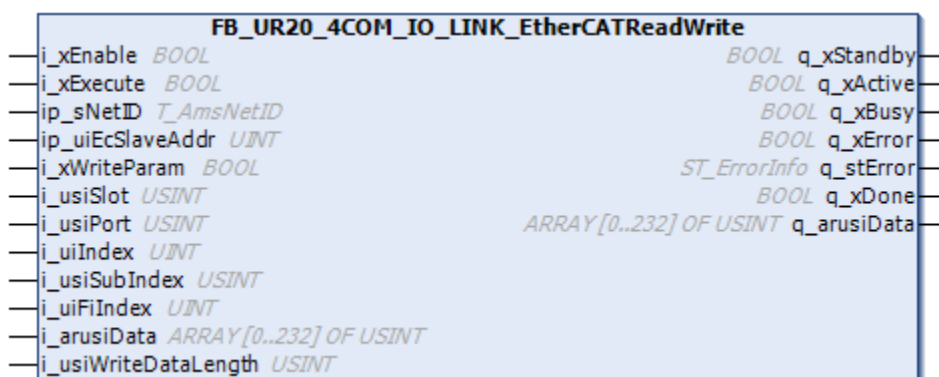 FB_UR20_4COM_IO_LINK_EtherCATReadWrite
i_xEnable BOOL BOOL q_xStandby
i_xExecute BOOL BOOL q_xActive
ip_sNetID T_AmsNetID BOOL q_xBusy
ip_uiEcSlaveAddr UINT BOOL q_xError
i_xWriteParam BOOL ST_ErrorInfo q_stError
i_usiSlot USINT BOOL q_xDone
i_usiPort USINT ARRAY [0..232] OF USINT q_arusiData
i_uiIndex UINT
i_usiSubIndex USINT
i_uiFiIndex UINT
i_arusiData ARRAY [0..232] OF USINT
i_usiWriteDataLength USINT